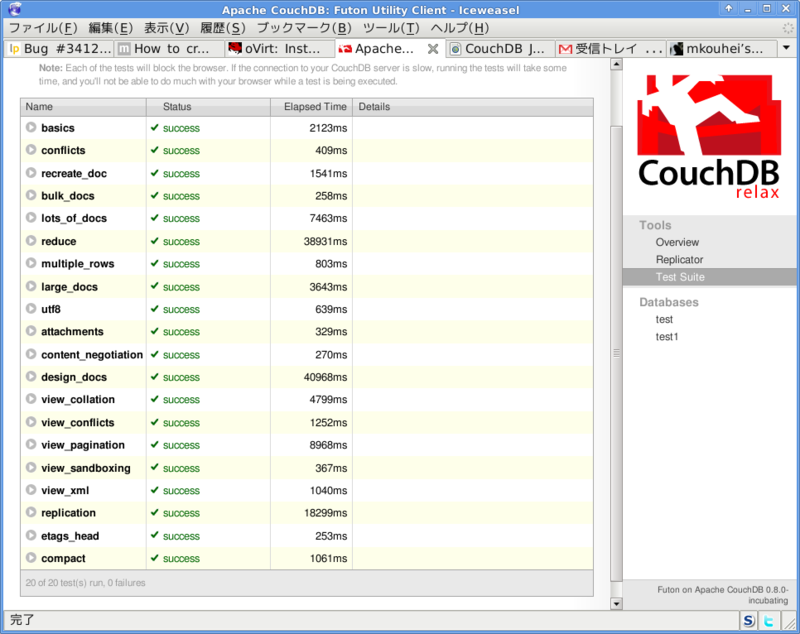 Apache CouchDB: Futon Utility Client - Iceweasel
ファイル(F) 編集(E) 表示(V) 履歴(S) ブックマーク(B) ツール(T) ヘルプ(H)
lp Bug #3412... m How to cr... oVirt: Inst... Apache... CouchDB J... 受信トレイ ... mkouhei's...
Note: Each of the tests will block the browser. If the connection to your CouchDB server is slow, running the tests will take some
time, and you'll not be able to do much with your browser while a test is being executed.
Name Status Elapsed Time Details
basics success 2123ms
conflicts success 409ms
recreate_doc success 1541ms
bulk_docs success 258ms
lots_of_docs success 7463ms
reduce success 38931ms
multiple_rows success 803ms
large_docs success 3643ms
utf8 success 639ms
attachments success 329ms
content_negotiation success 270ms
design_docs success 40968ms
view_collation success 4799ms
view_conflicts success 1252ms
view_pagination success 8968ms
view_sandboxing success 367ms
view_xml success 1040ms
replication success 18299ms
etags_head success 253ms
compact success 1061ms
20 of 20 test(s) run, 0 failures
CouchDB
relax
Tools
Overview
Replicator
Test Suite
Databases
test
test1
Futon on Apache CouchDB 0.8.0-
incubating
完了